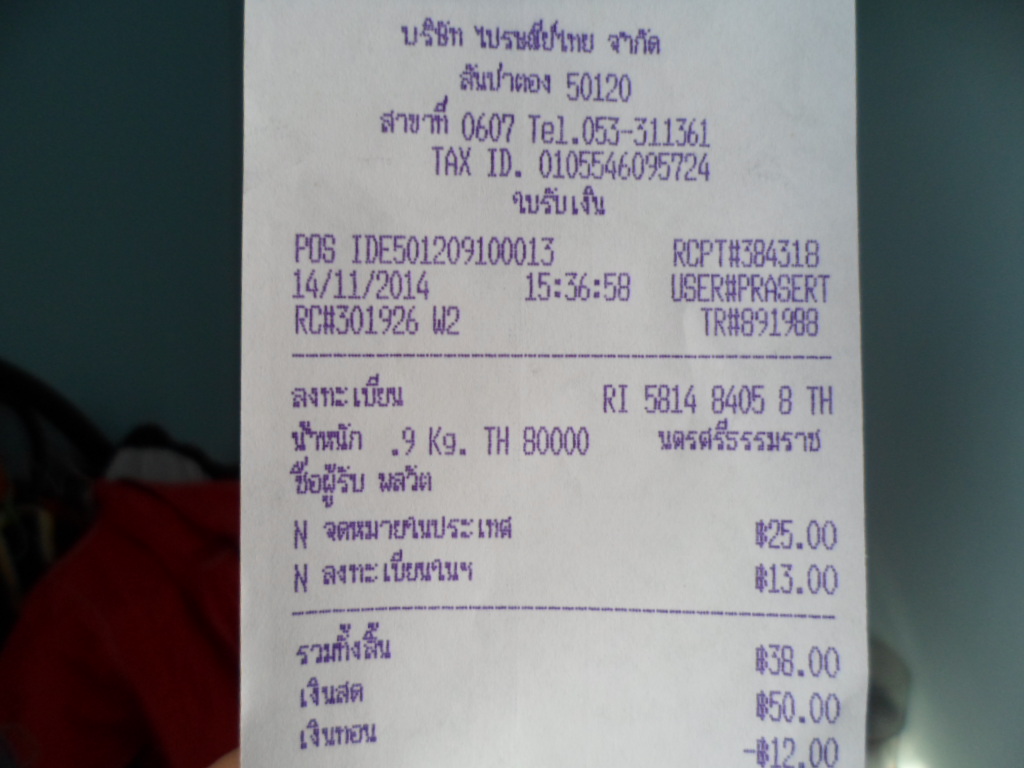 บริษัท ไปรษณีย์ไทย จำกัด
สันป่าตอง 50120
สาขาที่ 0607 Tel.053-311361
TAX ID. 0105546095724
ใบรับเงิน
POS IDE501209100013 RCPT#384318
14/11/2014 15:36:58 USER#PRASERT
RC#301926 W2 TR#891988
ลงทะเบียน RI 5814 8405 8 TH
น้ำหนัก .9 Kg. TH 80000 นครศรีธรรมราช
ชื่อผู้รับ พลวัต
N จดหมายในประเทศ ฿25.00
N ลงทะเบียนในฯ ฿13.00
รวมทั้งสิ้น ฿38.00
เงินสด ฿50.00
เงินทอน -฿12.00